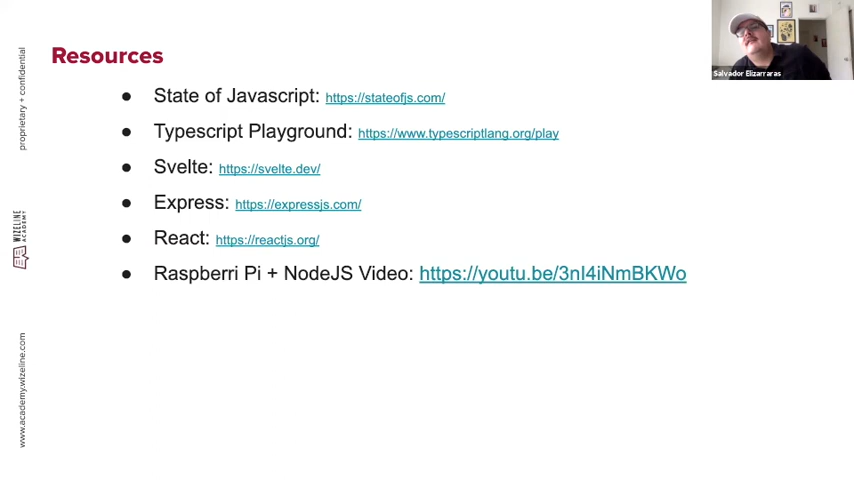 Resources
● State of Javascript: https://stateofjs.com/
● Typescript Playground: https://www.typescriptlang.org/play
● Svelte: https://svelte.dev/
● Express: https://expressjs.com/
● React: https://reactjs.org/
● Raspberri Pi + NodeJS Video: https://youtu.be/3nI4iNmBKWo
proprietary + confidential
WIZELINE
ACADEMY
www.academy.wizeline.com
Salvador Elizarraras